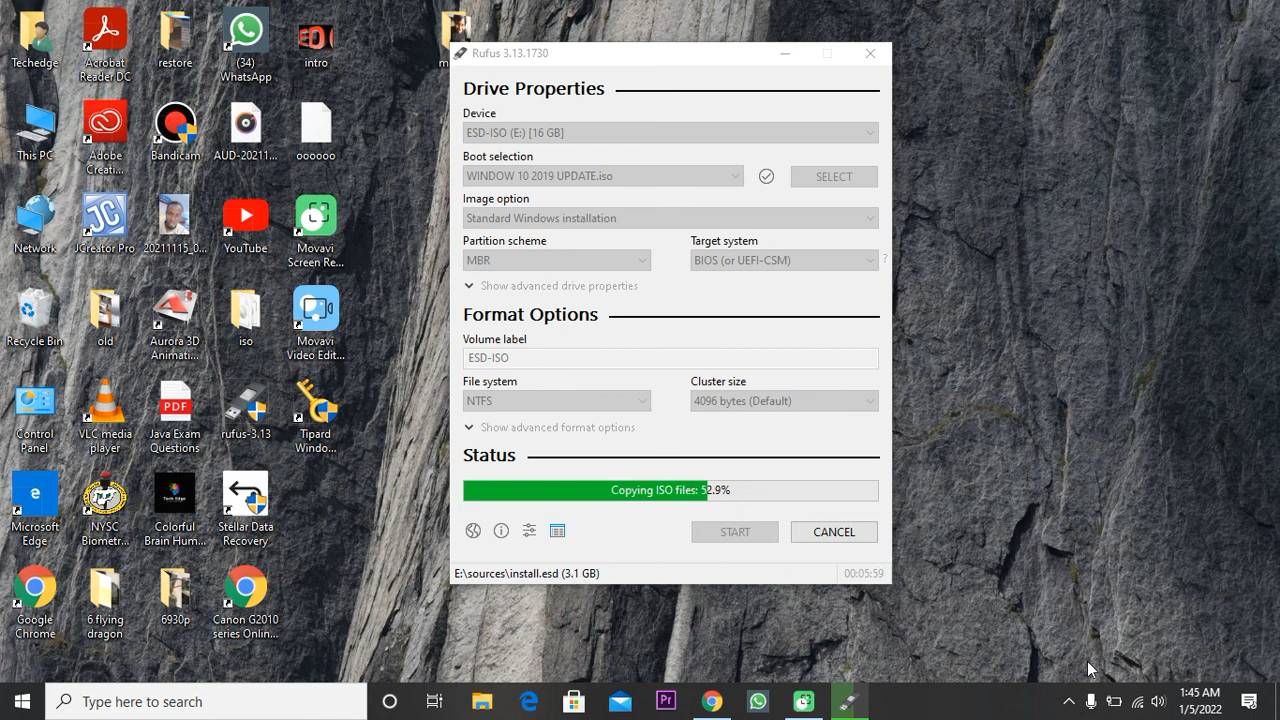 Techedge
Acrobat
Reader DC
restore
(34)
WhatsApp
intro
This PC
Adobe
Creati...
Bandicam
AUD-20211...
oooooo
Network
JCreator Pro
20211115_0...
YouTube
Movavi
Screen Re...
Recycle Bin
old
Aurora 3D
Animati...
iso
Movavi
Video Edit...
Control
Panel
VLC media
player
PDF
Java Exam
Questions
rufus-3.13
Tipard
Windo...
Microsoft
Edge
NYSC
Biometr...
Tech Edge
Colorful
Brain Hum...
Stellar Data
Recovery
Google
Chrome
6 flying
dragon
6930p
Canon G2010
series Onlin...
Rufus 3.13.1730
Drive Properties
Device
ESD-ISO (E:) [16 GB]
Boot selection
WINDOW 10 2019 UPDATE.iso
SELECT
Image option
Standard Windows installation
Partition scheme
Target system
MBR
BIOS (or UEFI-CSM)
?
Show advanced drive properties
Format Options
Volume label
ESD-ISO
File system
Cluster size
NTFS
4096 bytes (Default)
Show advanced format options
Status
Copying ISO files: 52.9%
START
CANCEL
E:\sources\install.esd (3.1 GB)
00:05:59
Type here to search
Pr
1:45 AM
1/5/2022